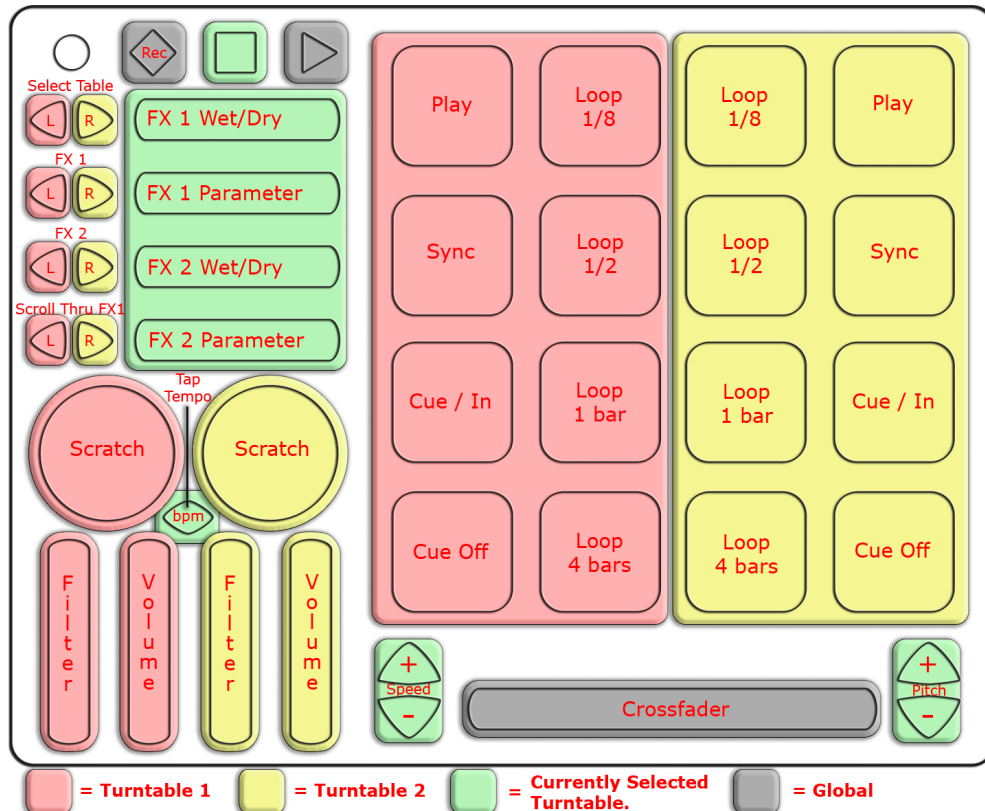 Rec
Select Table
L R
FX 1
L R
FX 2
L R
Scroll Thru FX1
L R
FX 1 Wet/Dry
FX 1 Parameter
FX 2 Wet/Dry
FX 2 Parameter
Tap
Tempo
Scratch
Scratch
bpm
Filter
Volume
Filter
Volume
Play
Loop
1/8
Loop
1/8
Play
Sync
Loop
1/2
Loop
1/2
Sync
Cue / In
Loop
1 bar
Loop
1 bar
Cue / In
Cue Off
Loop
4 bars
Loop
4 bars
Cue Off
+
Speed
-
Crossfader
+
Pitch
-
= Turntable 1
= Turntable 2
= Currently Selected
Turntable.
= Global